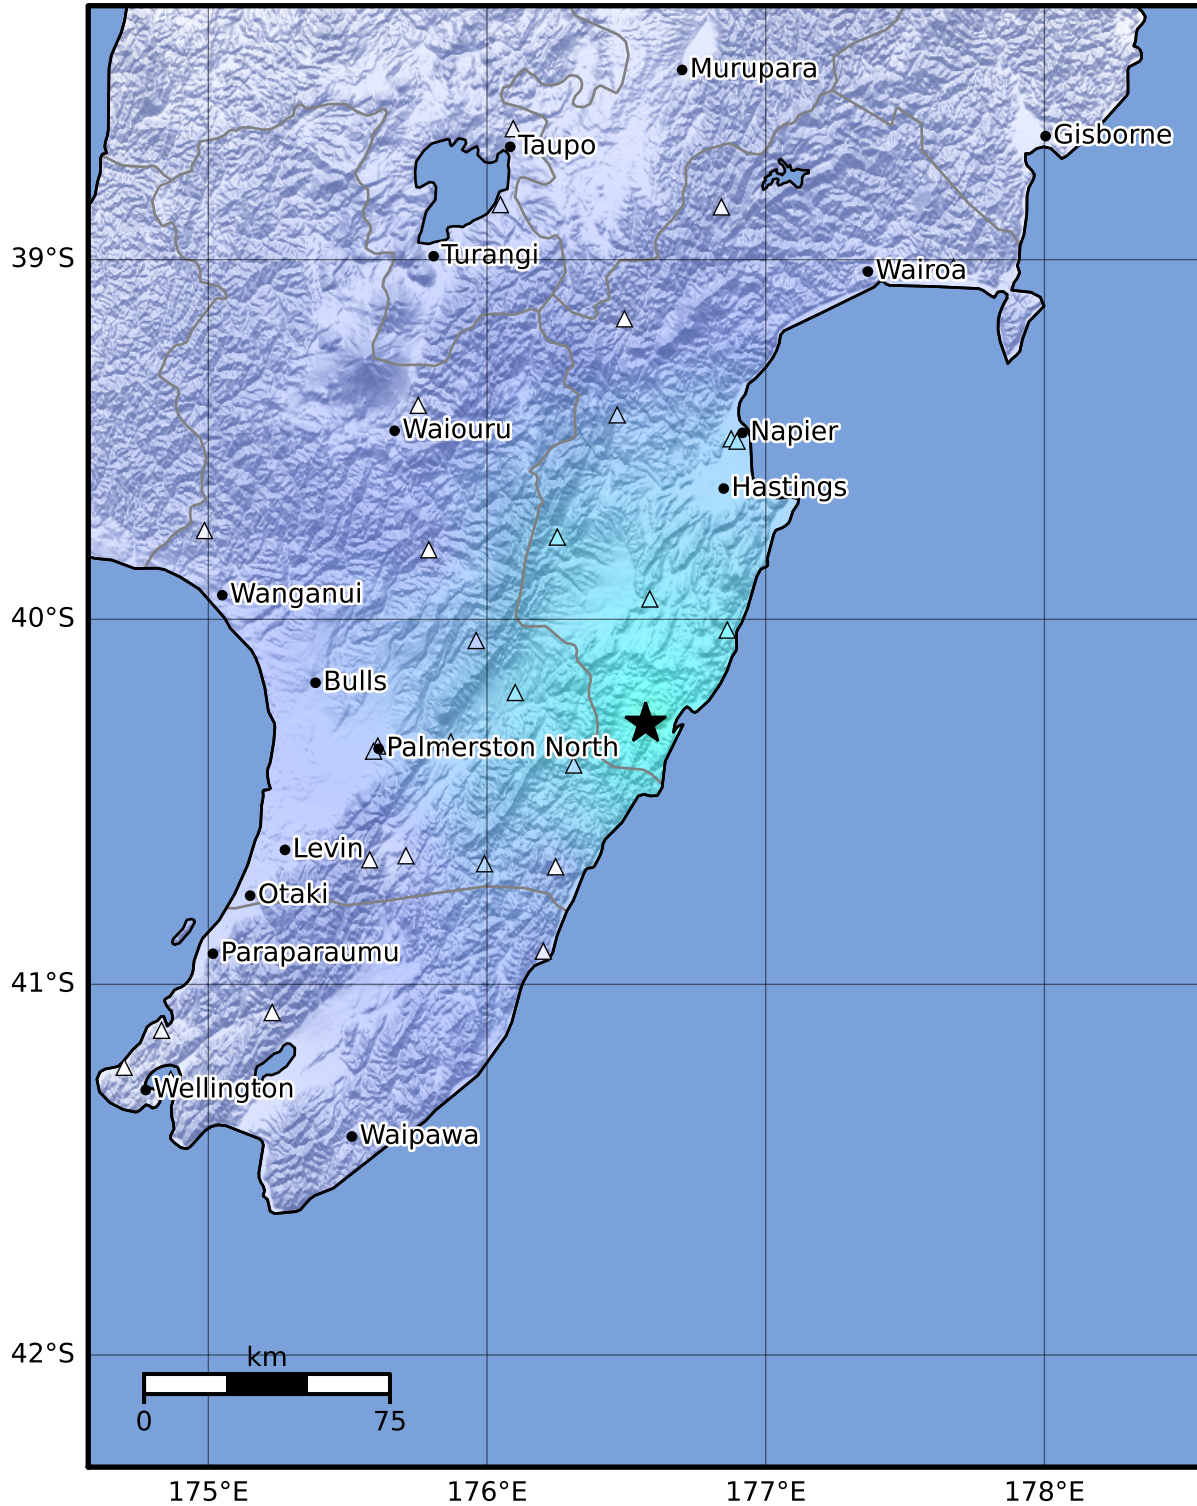 Murupara
Gisborne
Taupo
Turangi
39°S
Wairoa
Waiouru
Napier
Hastings
Wanganui
40°S
Bulls
Palmerston North
Levin
Otaki
Paraparaumu
41°S
Wellington
Waipawa
42°S
km
0 75
175°E 176°E 177°E 178°E